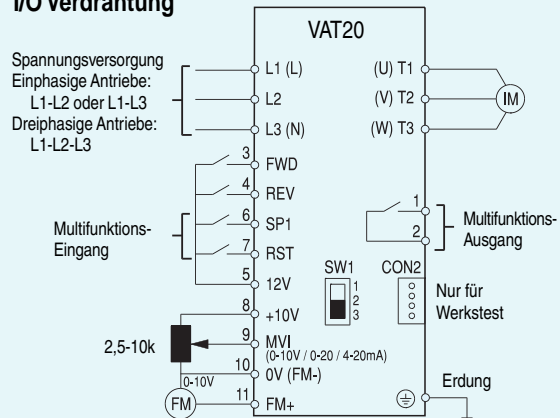 I/O Verdrahtung
VAT20
Spannungsversorgung
Einphasige Antriebe:
L1-L2 oder L1-L3
Dreiphasige Antriebe:
L1-L2-L3
L1 (L)
L2
L3 (N)
(U) T1
(V) T2
(W) T3
IM
3 FWD
4 REV
6 SP1
7 RST
5 12V
Multifunktions-
Eingang
1
2
Multifunktions-
Ausgang
SW1
1
2
3
CON2
Nur für
Werkstest
8 +10V
9 MVI
(0-10V / 0-20 / 4-20mA)
10 0V (FM-)
11 FM+
2,5-10k
0-10V
FM
Erdung